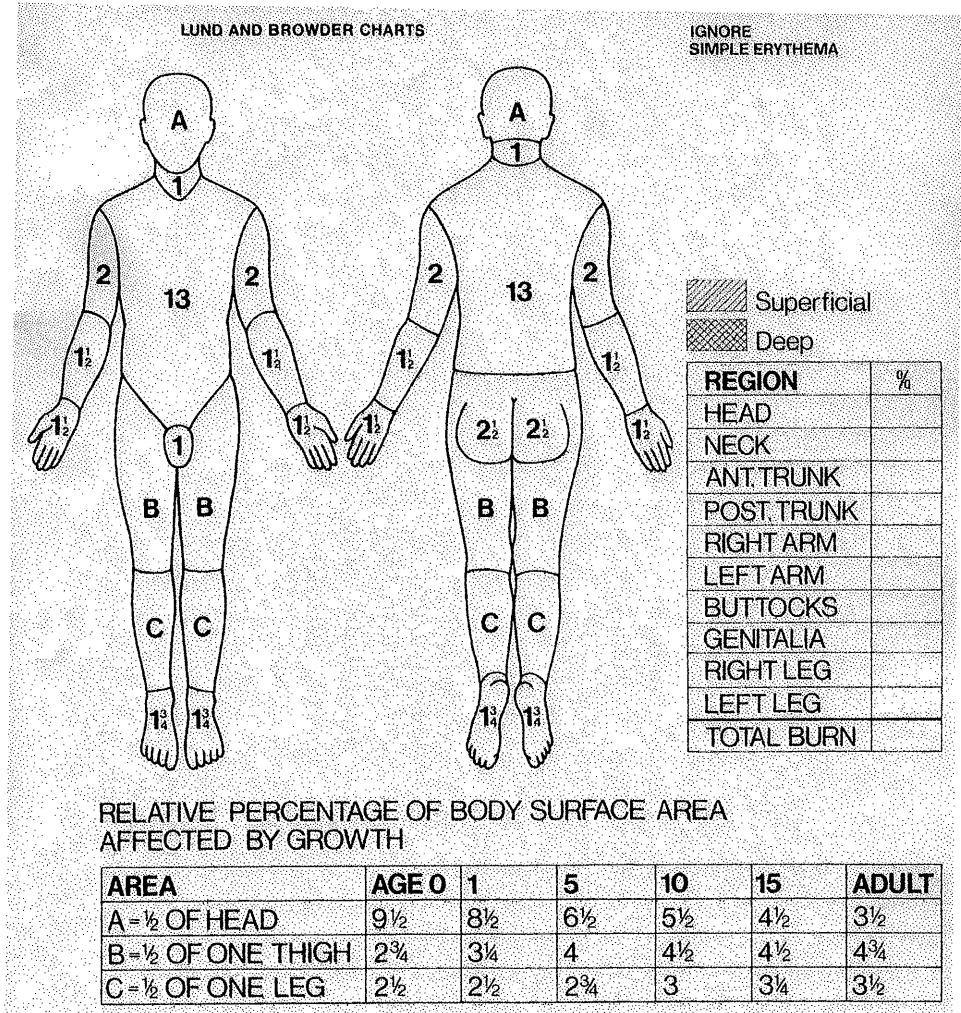 LUND AND BROWDER CHARTS
IGNORE
SIMPLE ERYTHEMA
A
1
2
13
2
1½
1½
1½
1½
1
B
B
C
C
1¾
1¾
A
1
2
13
2
1½
1½
1½
1½
2½
2½
B
B
C
C
1¾
1¾
Superficial
Deep
REGION %
HEAD
NECK
ANT. TRUNK
POST. TRUNK
RIGHT ARM
LEFT ARM
BUTTOCKS
GENITALIA
RIGHT LEG
LEFT LEG
TOTAL BURN
RELATIVE PERCENTAGE OF BODY SURFACE AREA
AFFECTED BY GROWTH
AREA AGE 0 1 5 10 15 ADULT
A = ½ OF HEAD 9½ 8½ 6½ 5½ 4½ 3½
B = ½ OF ONE THIGH 2¾ 3¼ 4 4½ 4½ 4¾
C = ½ OF ONE LEG 2½ 2½ 2¾ 3 3¼ 3½